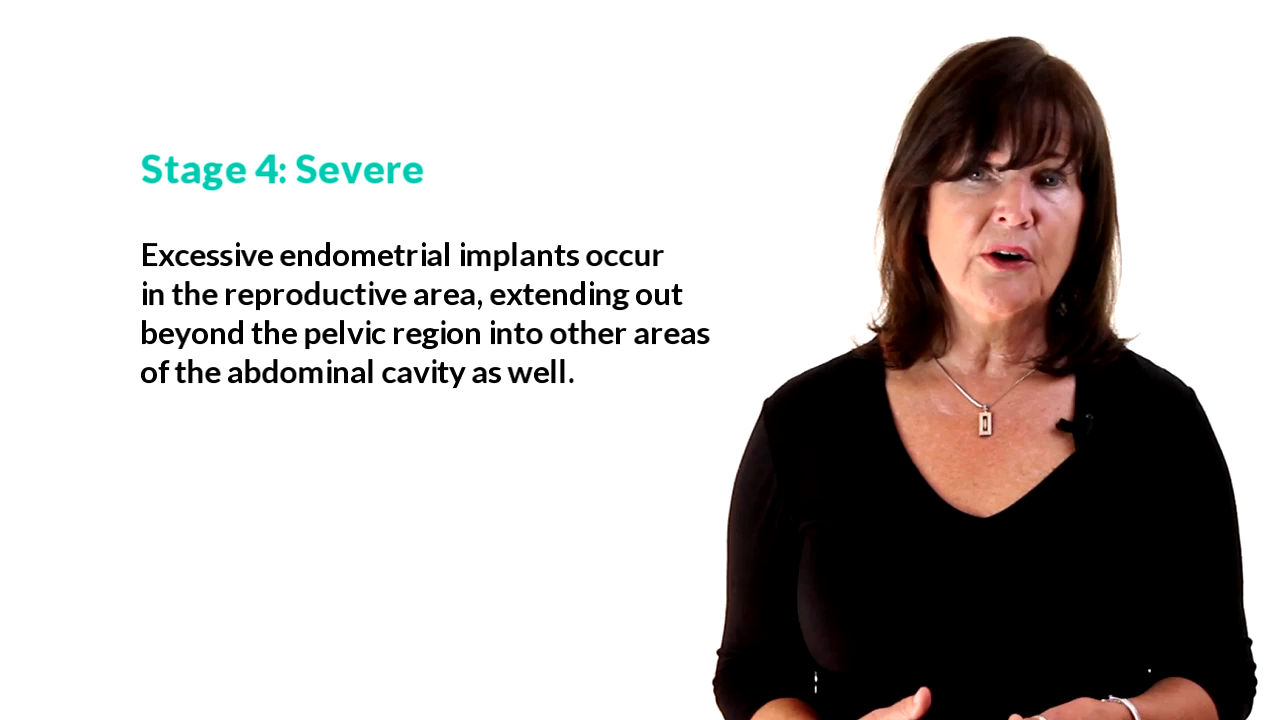 Stage 4: Severe
Excessive endometrial implants occur
in the reproductive area, extending out
beyond the pelvic region into other areas
of the abdominal cavity as well.